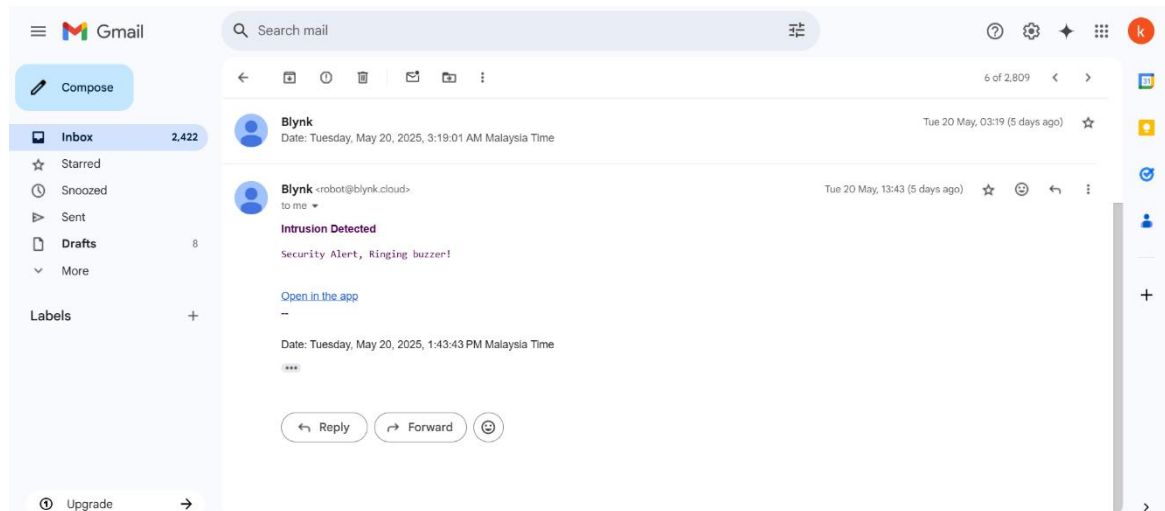 Gmail
Search mail
k
Compose
6 of 2,809
31
Inbox 2,422
Starred
Snoozed
Sent
Drafts 8
More
Labels
Blynk Tue 20 May, 03:19 (5 days ago)
Date: Tuesday, May 20, 2025, 3:19:01 AM Malaysia Time
Blynk <robot@blynk.cloud> Tue 20 May, 13:43 (5 days ago)
to me
Intrusion Detected
Security Alert, Ringing buzzer!
Open in the app
--
Date: Tuesday, May 20, 2025, 1:43:43 PM Malaysia Time
Reply Forward
1 Upgrade